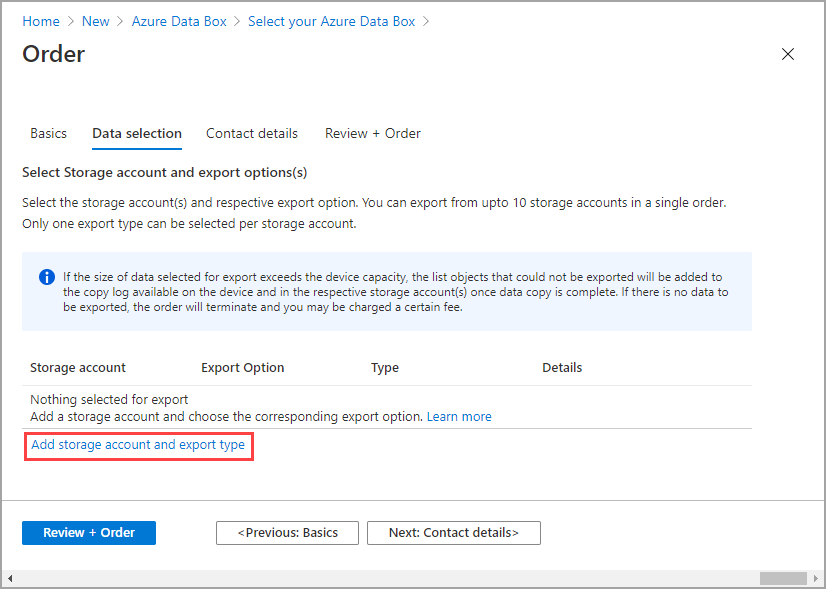 Home > New > Azure Data Box > Select your Azure Data Box >
Order
Basics Data selection Contact details Review + Order
Select Storage account and export options(s)
Select the storage account(s) and respective export option. You can export from upto 10 storage accounts in a single order.
Only one export type can be selected per storage account.
If the size of data selected for export exceeds the device capacity, the list objects that could not be exported will be added to
the copy log available on the device and in the respective storage account(s) once data copy is complete. If there is no data to
be exported, the order will terminate and you may be charged a certain fee.
Storage account Export Option Type Details
Nothing selected for export
Add a storage account and choose the corresponding export option. Learn more
Add storage account and export type
Review + Order <Previous: Basics Next: Contact details>